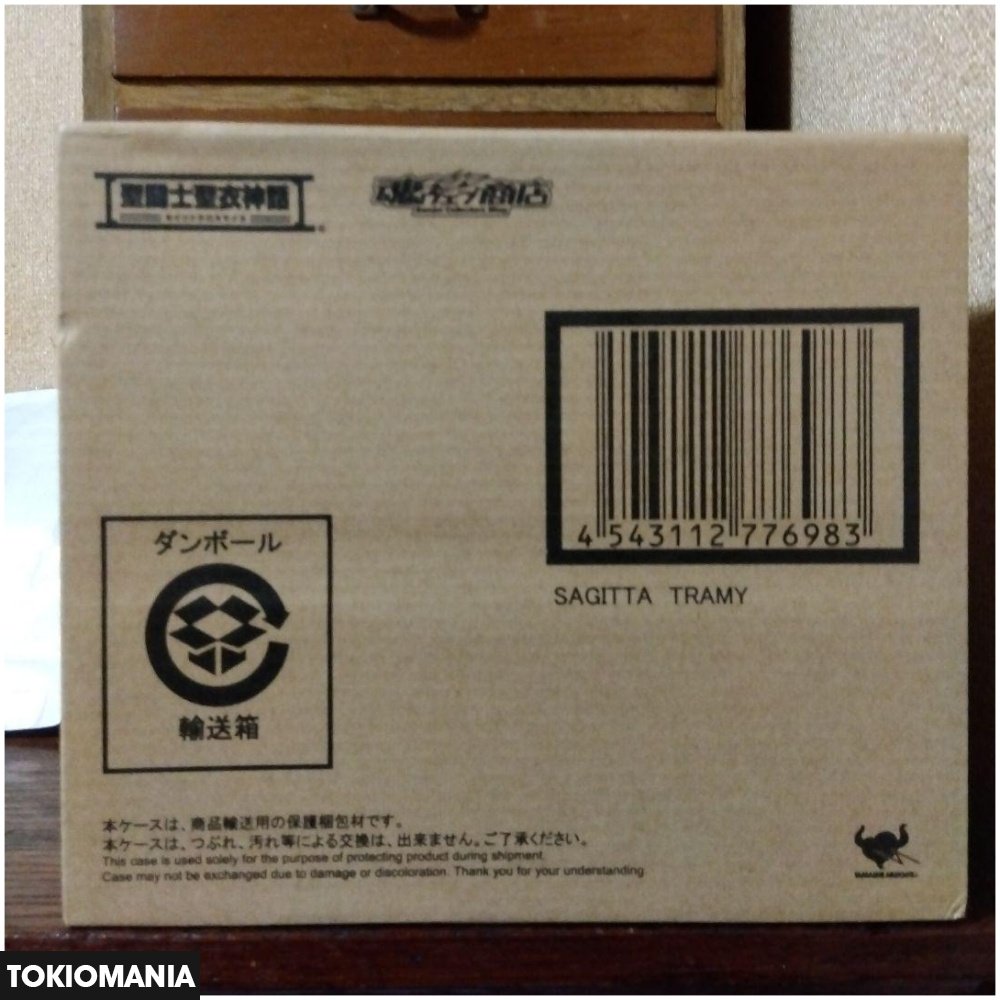 聖闘士聖衣神話
魂ウェブ商店
4 543112 776983
SAGITTA TRAMY
ダンボール
輸送箱
本ケースは、商品輸送用の保護梱包材です。
本ケースは、つぶれ、汚れ等による交換は、出来ません。ご了承ください。
This case is used solely for the purpose of protecting product during shipment.
Case may not be exchanged due to damage or discoloration. Thank you for your understanding
TOKIOMANIA